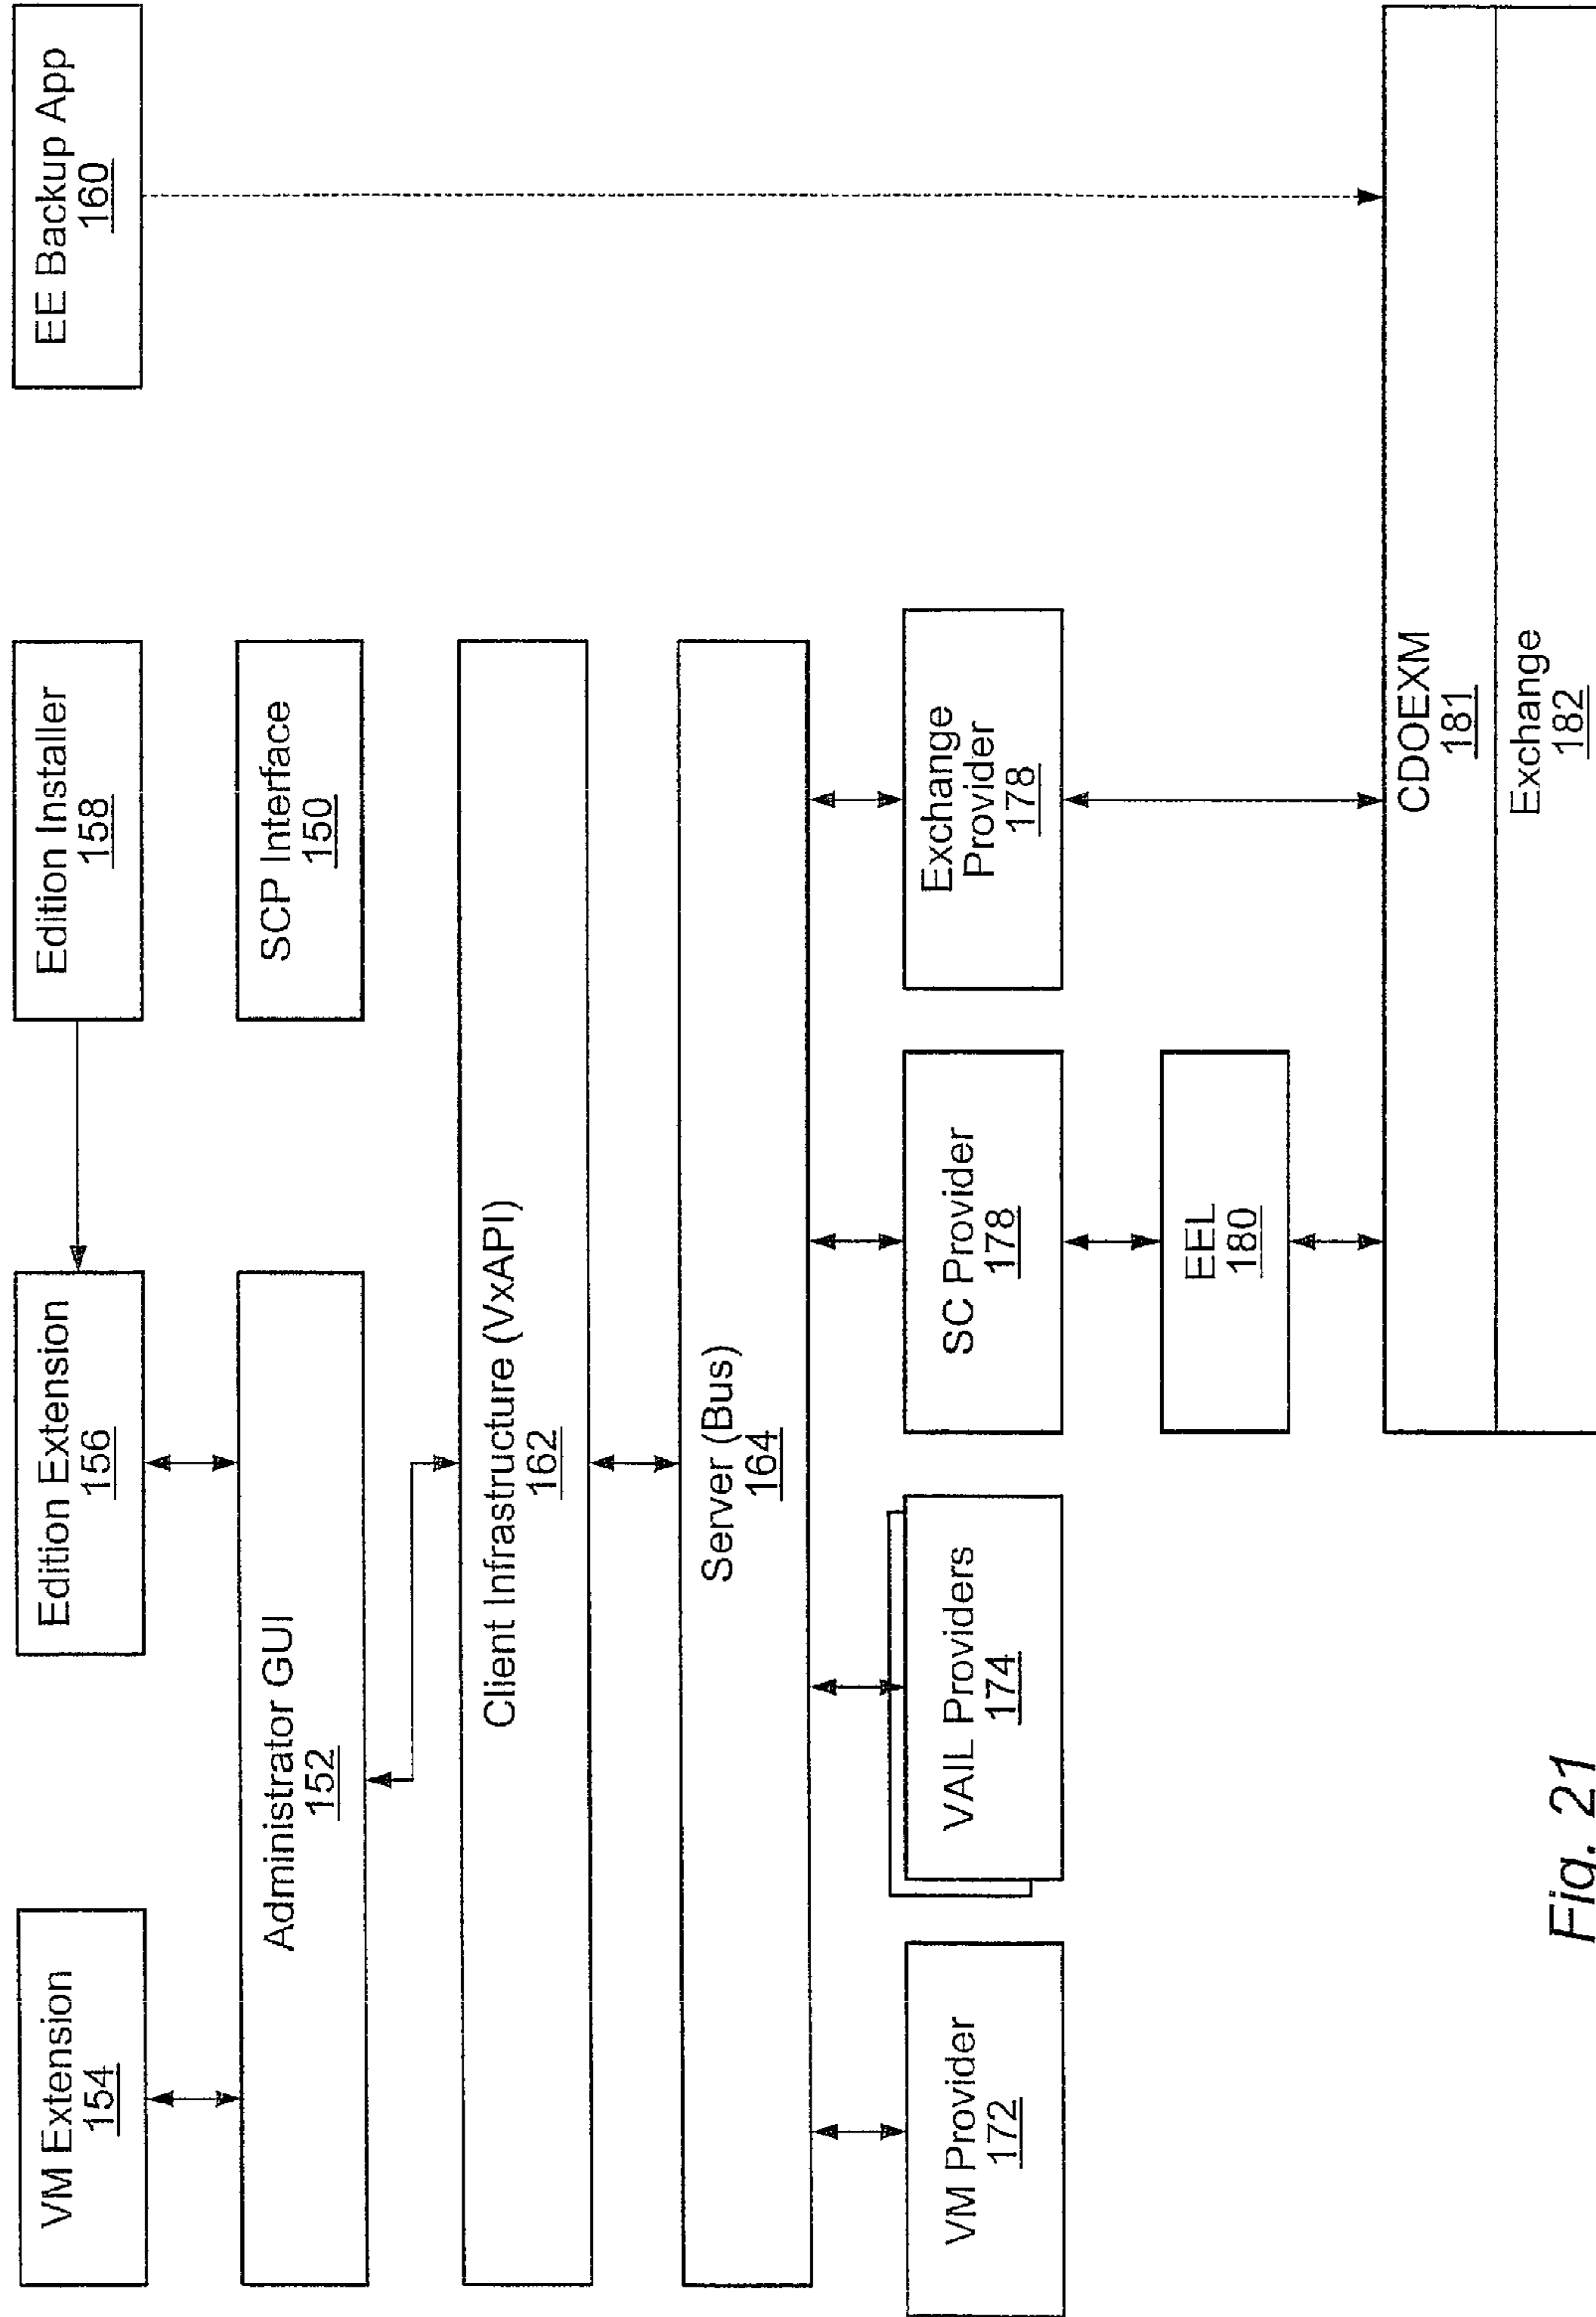 VM Extension
154
Edition Extension
156
Edition Installer
158
EE Backup App
160
Administrator GUI
152
SCP Interface
150
Client Infrastructure (VxAPI)
162
Server (Bus)
164
VM Provider
172
VAIL Providers
174
SC Provider
178
Exchange
Provider
178
EEL
180
CDOEXM
181
Exchange
182
Fig. 21